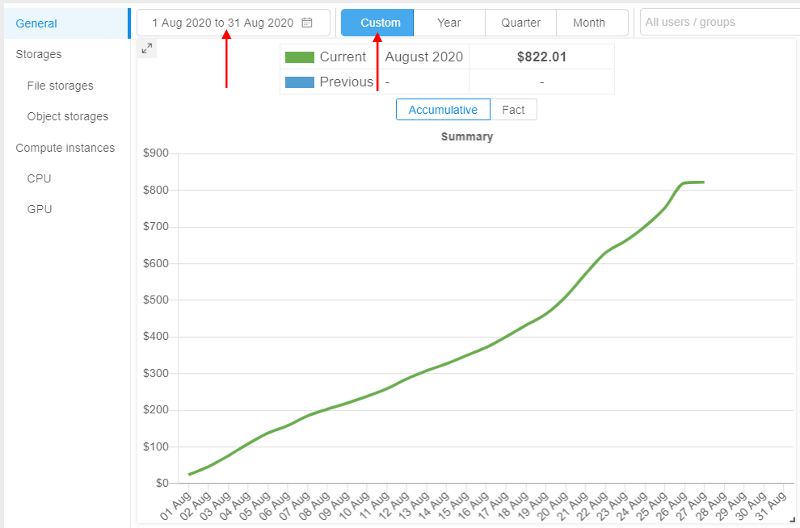 General
Storages
File storages
Object storages
Compute instances
CPU
GPU
1 Aug 2020 to 31 Aug 2020
Custom
Year
Quarter
Month
All users / groups
Current August 2020 $822.01
Previous - -
Accumulative
Fact
Summary
$900
$800
$700
$600
$500
$400
$300
$200
$100
$0
01 Aug
02 Aug
03 Aug
04 Aug
05 Aug
06 Aug
07 Aug
08 Aug
09 Aug
10 Aug
11 Aug
12 Aug
13 Aug
14 Aug
15 Aug
16 Aug
17 Aug
18 Aug
19 Aug
20 Aug
21 Aug
22 Aug
23 Aug
24 Aug
25 Aug
26 Aug
27 Aug
28 Aug
29 Aug
30 Aug
31 Aug